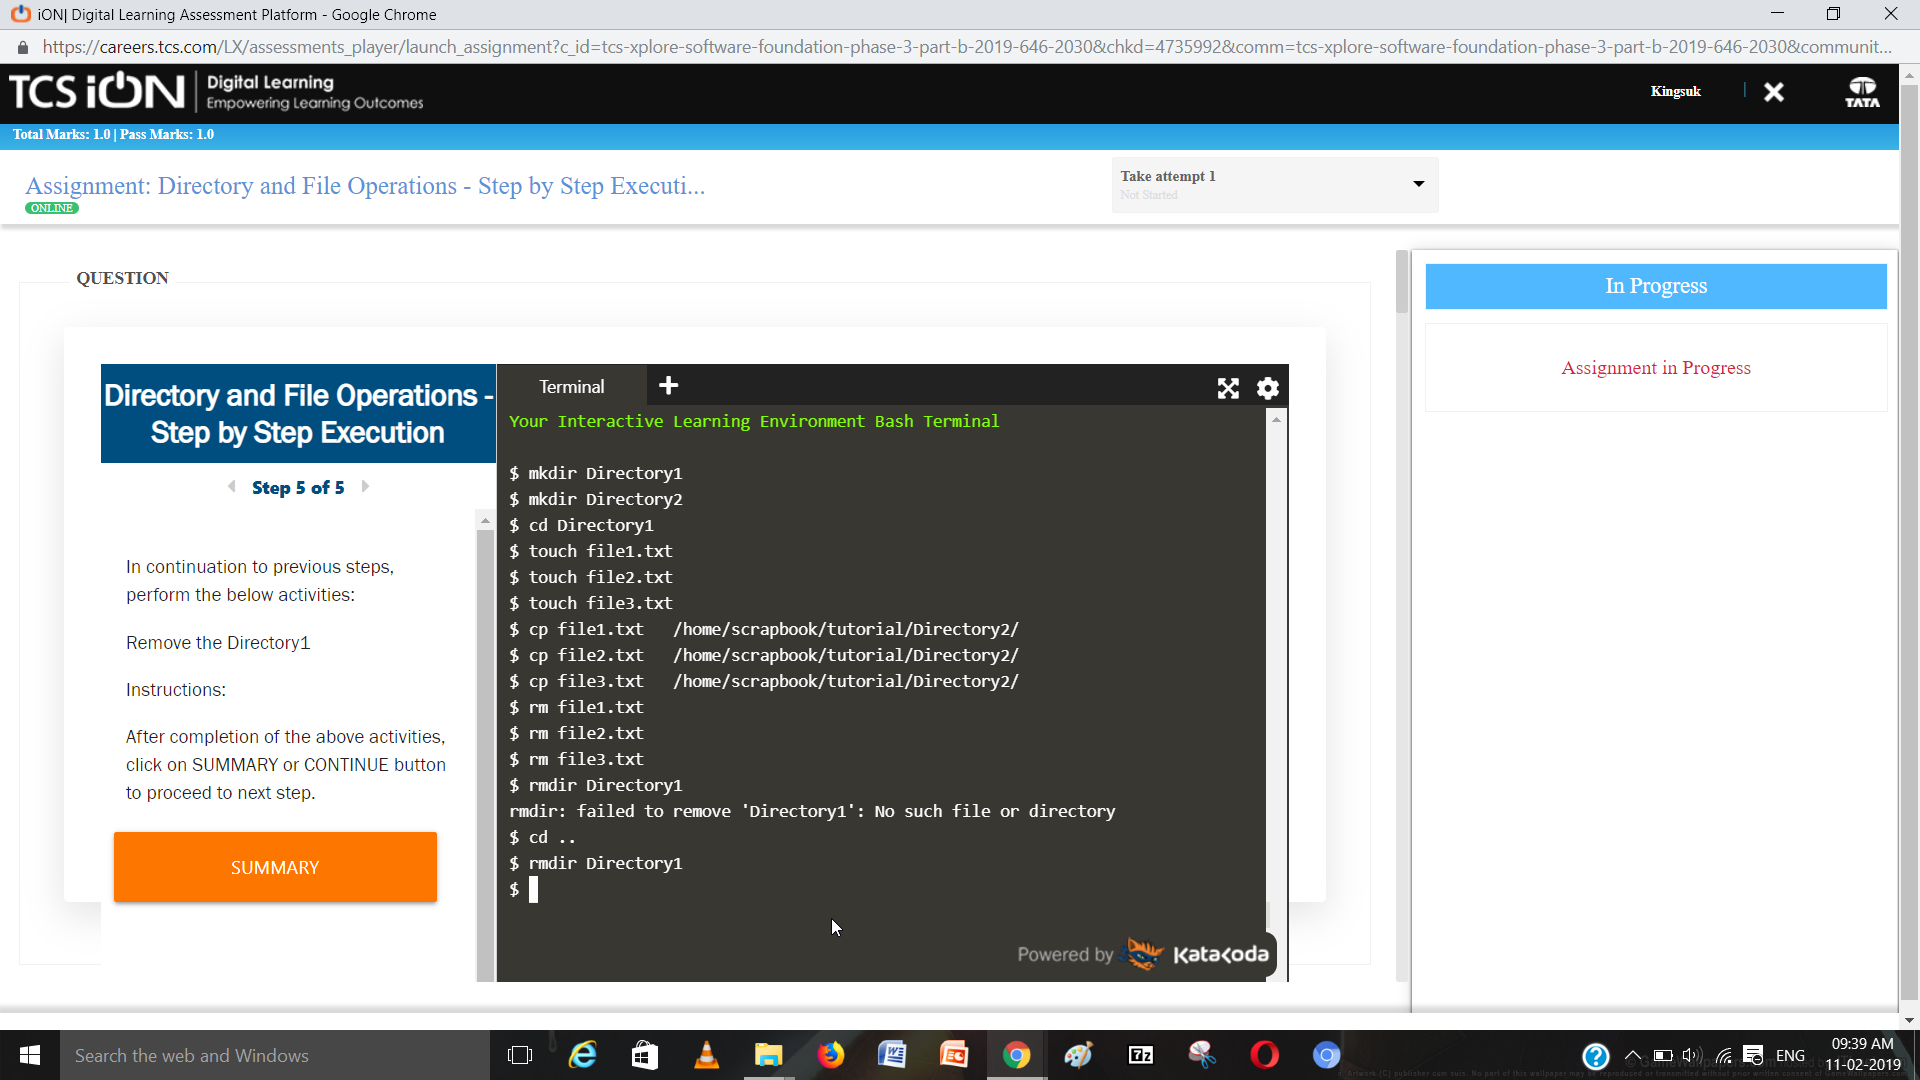 iON| Digital Learning Assessment Platform - Google Chrome
https://careers.tcs.com/LX/assessments_player/launch_assignment?c_id=tcs-xplore-software-foundation-phase-3-part-b-2019-646-2030&chkd=4735992&comm=tcs-xplore-software-foundation-phase-3-part-b-2019-646-2030&communit...
TCS iON Digital Learning
Empowering Learning Outcomes
Kingsuk
TATA
Total Marks: 1.0 | Pass Marks: 1.0
Assignment: Directory and File Operations - Step by Step Executi...
ONLINE
Take attempt 1
Not Started
QUESTION
In Progress
Assignment in Progress
Directory and File Operations -
Step by Step Execution
Step 5 of 5
In continuation to previous steps,
perform the below activities:
Remove the Directory1
Instructions:
After completion of the above activities,
click on SUMMARY or CONTINUE button
to proceed to next step.
SUMMARY
Terminal
Your Interactive Learning Environment Bash Terminal
$ mkdir Directory1
$ mkdir Directory2
$ cd Directory1
$ touch file1.txt
$ touch file2.txt
$ touch file3.txt
$ cp file1.txt   /home/scrapbook/tutorial/Directory2/
$ cp file2.txt   /home/scrapbook/tutorial/Directory2/
$ cp file3.txt   /home/scrapbook/tutorial/Directory2/
$ rm file1.txt
$ rm file2.txt
$ rm file3.txt
$ rmdir Directory1
rmdir: failed to remove 'Directory1': No such file or directory
$ cd ..
$ rmdir Directory1
$
Powered by Katacoda
Search the web and Windows
7z
ENG
09:39 AM
11-02-2019